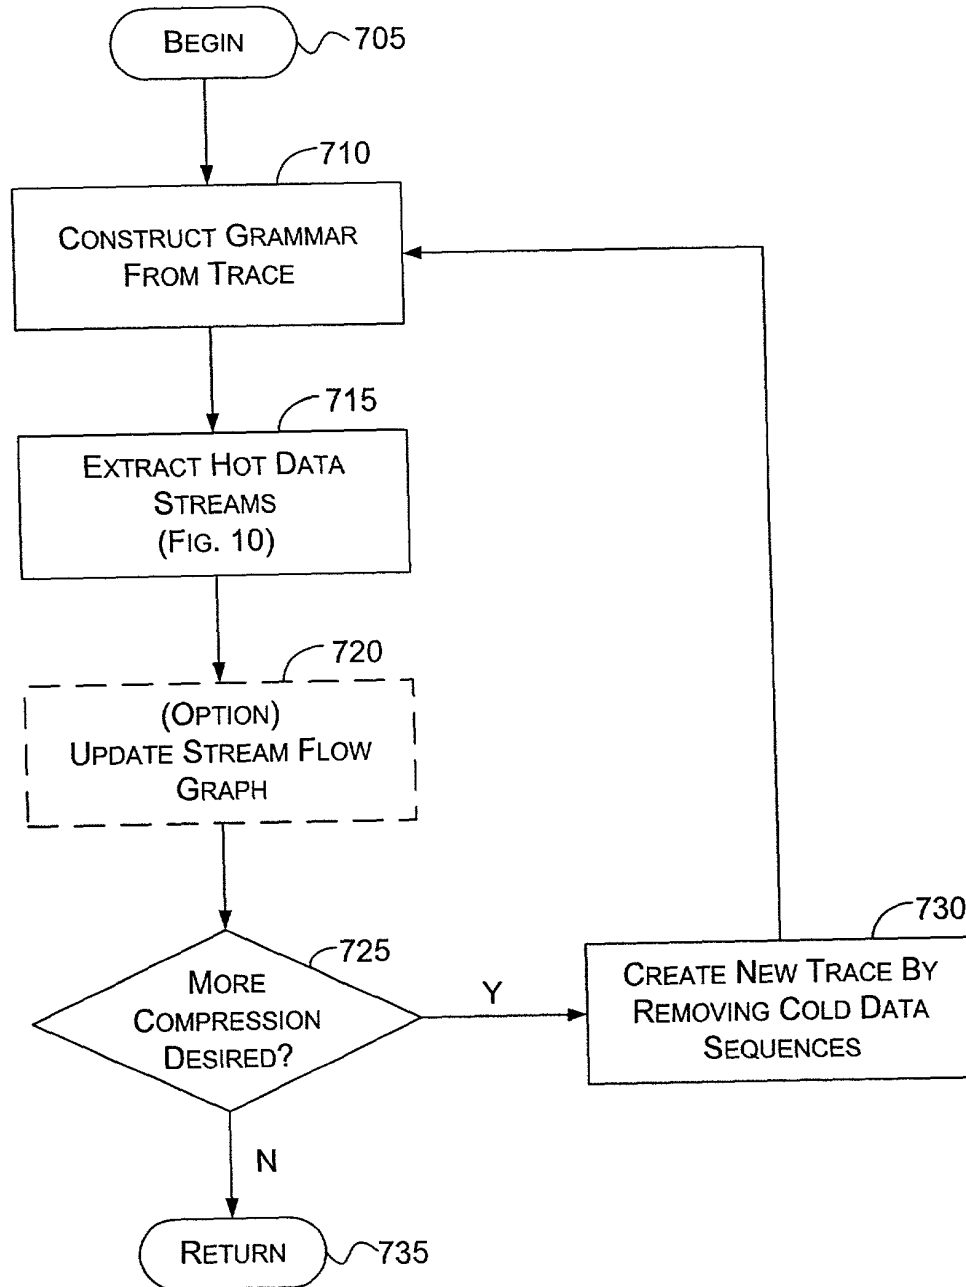 BEGIN
705
710
CONSTRUCT GRAMMAR
FROM TRACE
715
EXTRACT HOT DATA
STREAMS
(FIG. 10)
720
(OPTION)
UPDATE STREAM FLOW
GRAPH
725
MORE
COMPRESSION
DESIRED?
Y
730
CREATE NEW TRACE BY
REMOVING COLD DATA
SEQUENCES
N
RETURN
735